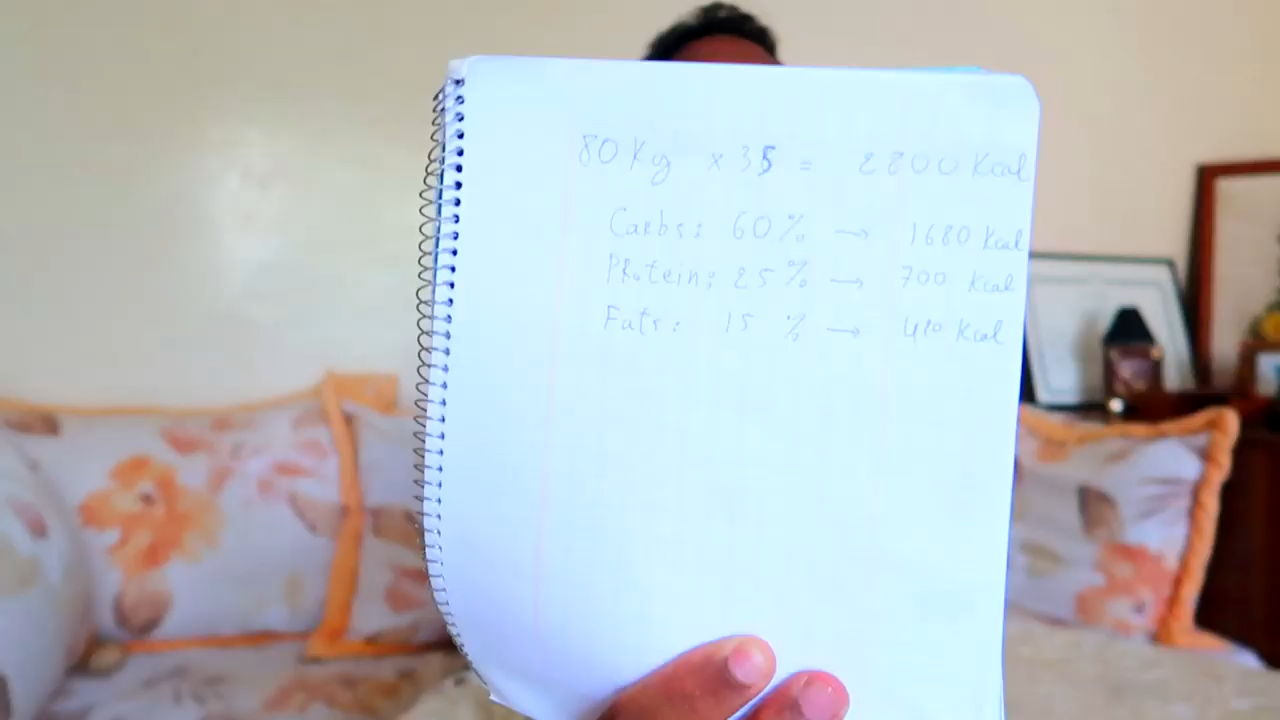 80 Kg x 35 = 2800 Kcal
Carbs: 60% → 1680 Kcal
Protein: 25% → 700 Kcal
Fats: 15 % → 420 Kcal